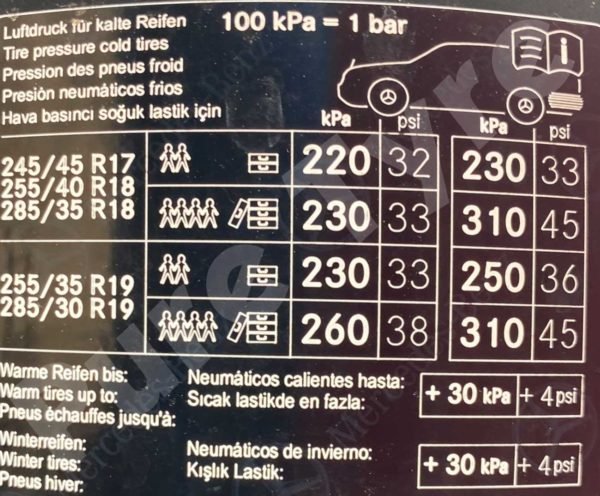 Luftdruck für kalte Reifen 100 kPa = 1 bar
Tire pressure cold tires
Pression des pneus froid
Presión neumáticos frios
Hava basıncı soğuk lastik için
kPa psi kPa psi
245/45 R17
255/40 R18
285/35 R18
220 32 230 33
230 33 310 45
255/35 R19
285/30 R19
230 33 250 36
260 38 310 45
Warme Reifen bis: Neumáticos calientes hasta:
Warm tires up to: Sıcak lastikde en fazla:
Pneus échauffes jusqu'à:
+ 30 kPa + 4 psi
Winterreifen: Neumáticos de invierno:
Winter tires: Kışlık Lastik:
Pneus hiver:
+ 30 kPa + 4 psi